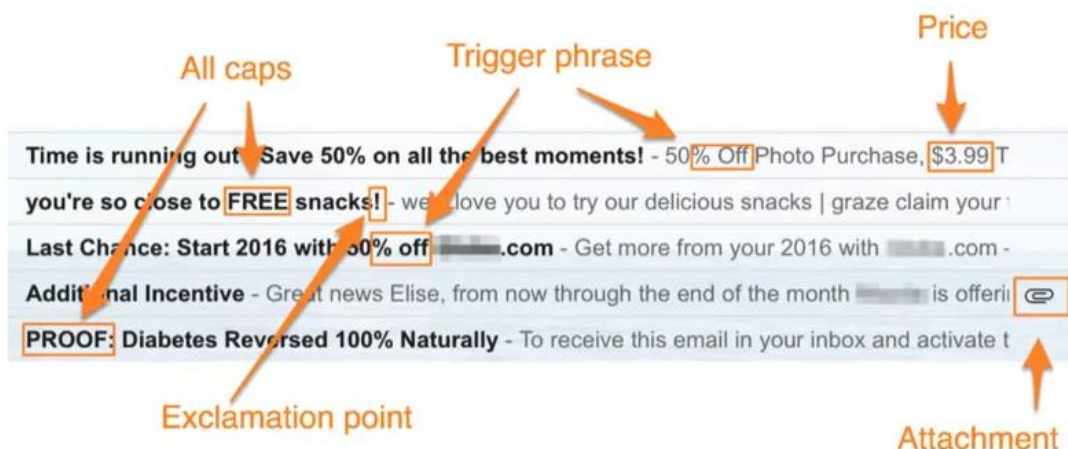 Price
All caps
Trigger phrase
Time is running out Save 50% on all the best moments! - 50% Off Photo Purchase, $3.99 T
you're so close to FREE snacks! - we love you to try our delicious snacks | graze claim your
Last Chance: Start 2016 with 50% off .com - Get more from your 2016 with .com -
Additional Incentive - Great news Elise, from now through the end of the month is offeri
PROOF: Diabetes Reversed 100% Naturally - To receive this email in your inbox and activate t
Exclamation point
Attachment